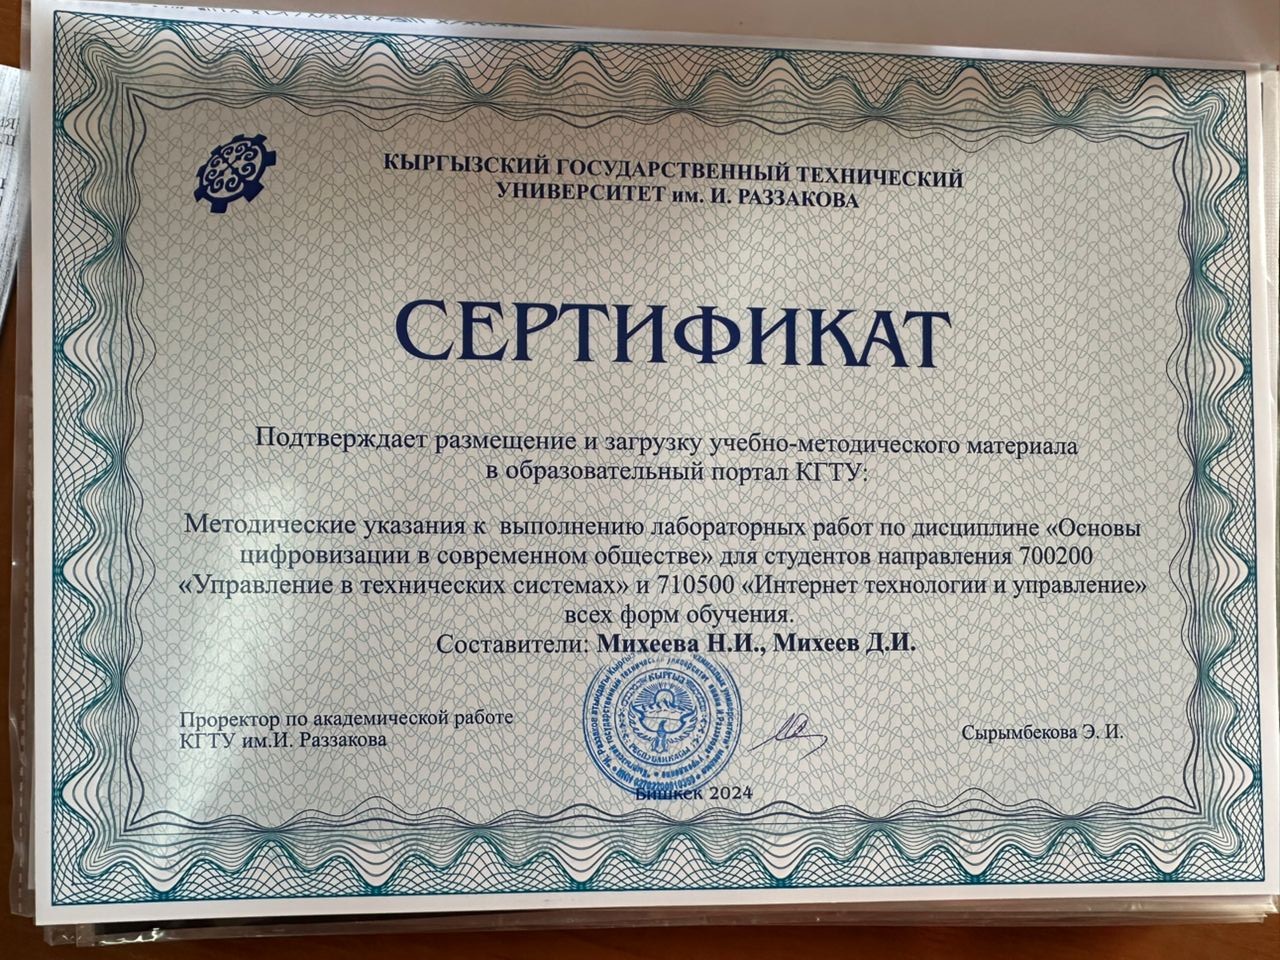 КЫРГЫЗСКИЙ ГОСУДАРСТВЕННЫЙ ТЕХНИЧЕСКИЙ
УНИВЕРСИТЕТ им. И. РАЗЗАКОВА
СЕРТИФИКАТ
Подтверждает размещение и загрузку учебно-методического материала
в образовательный портал КГТУ:
Методические указания к выполнению лабораторных работ по дисциплине «Основы
цифровизации в современном обществе» для студентов направления 700200
«Управление в технических системах» и 710500 «Интернет технологии и управление»
всех форм обучения.
Составители: Михеева Н.И., Михеев Д.И.
Проректор по академической работе
КГТУ им.И. Раззакова
Сырымбекова Э. И.
КЫРГЫЗ
РЕСПУБЛИКАСЫ
Бишкек 2024